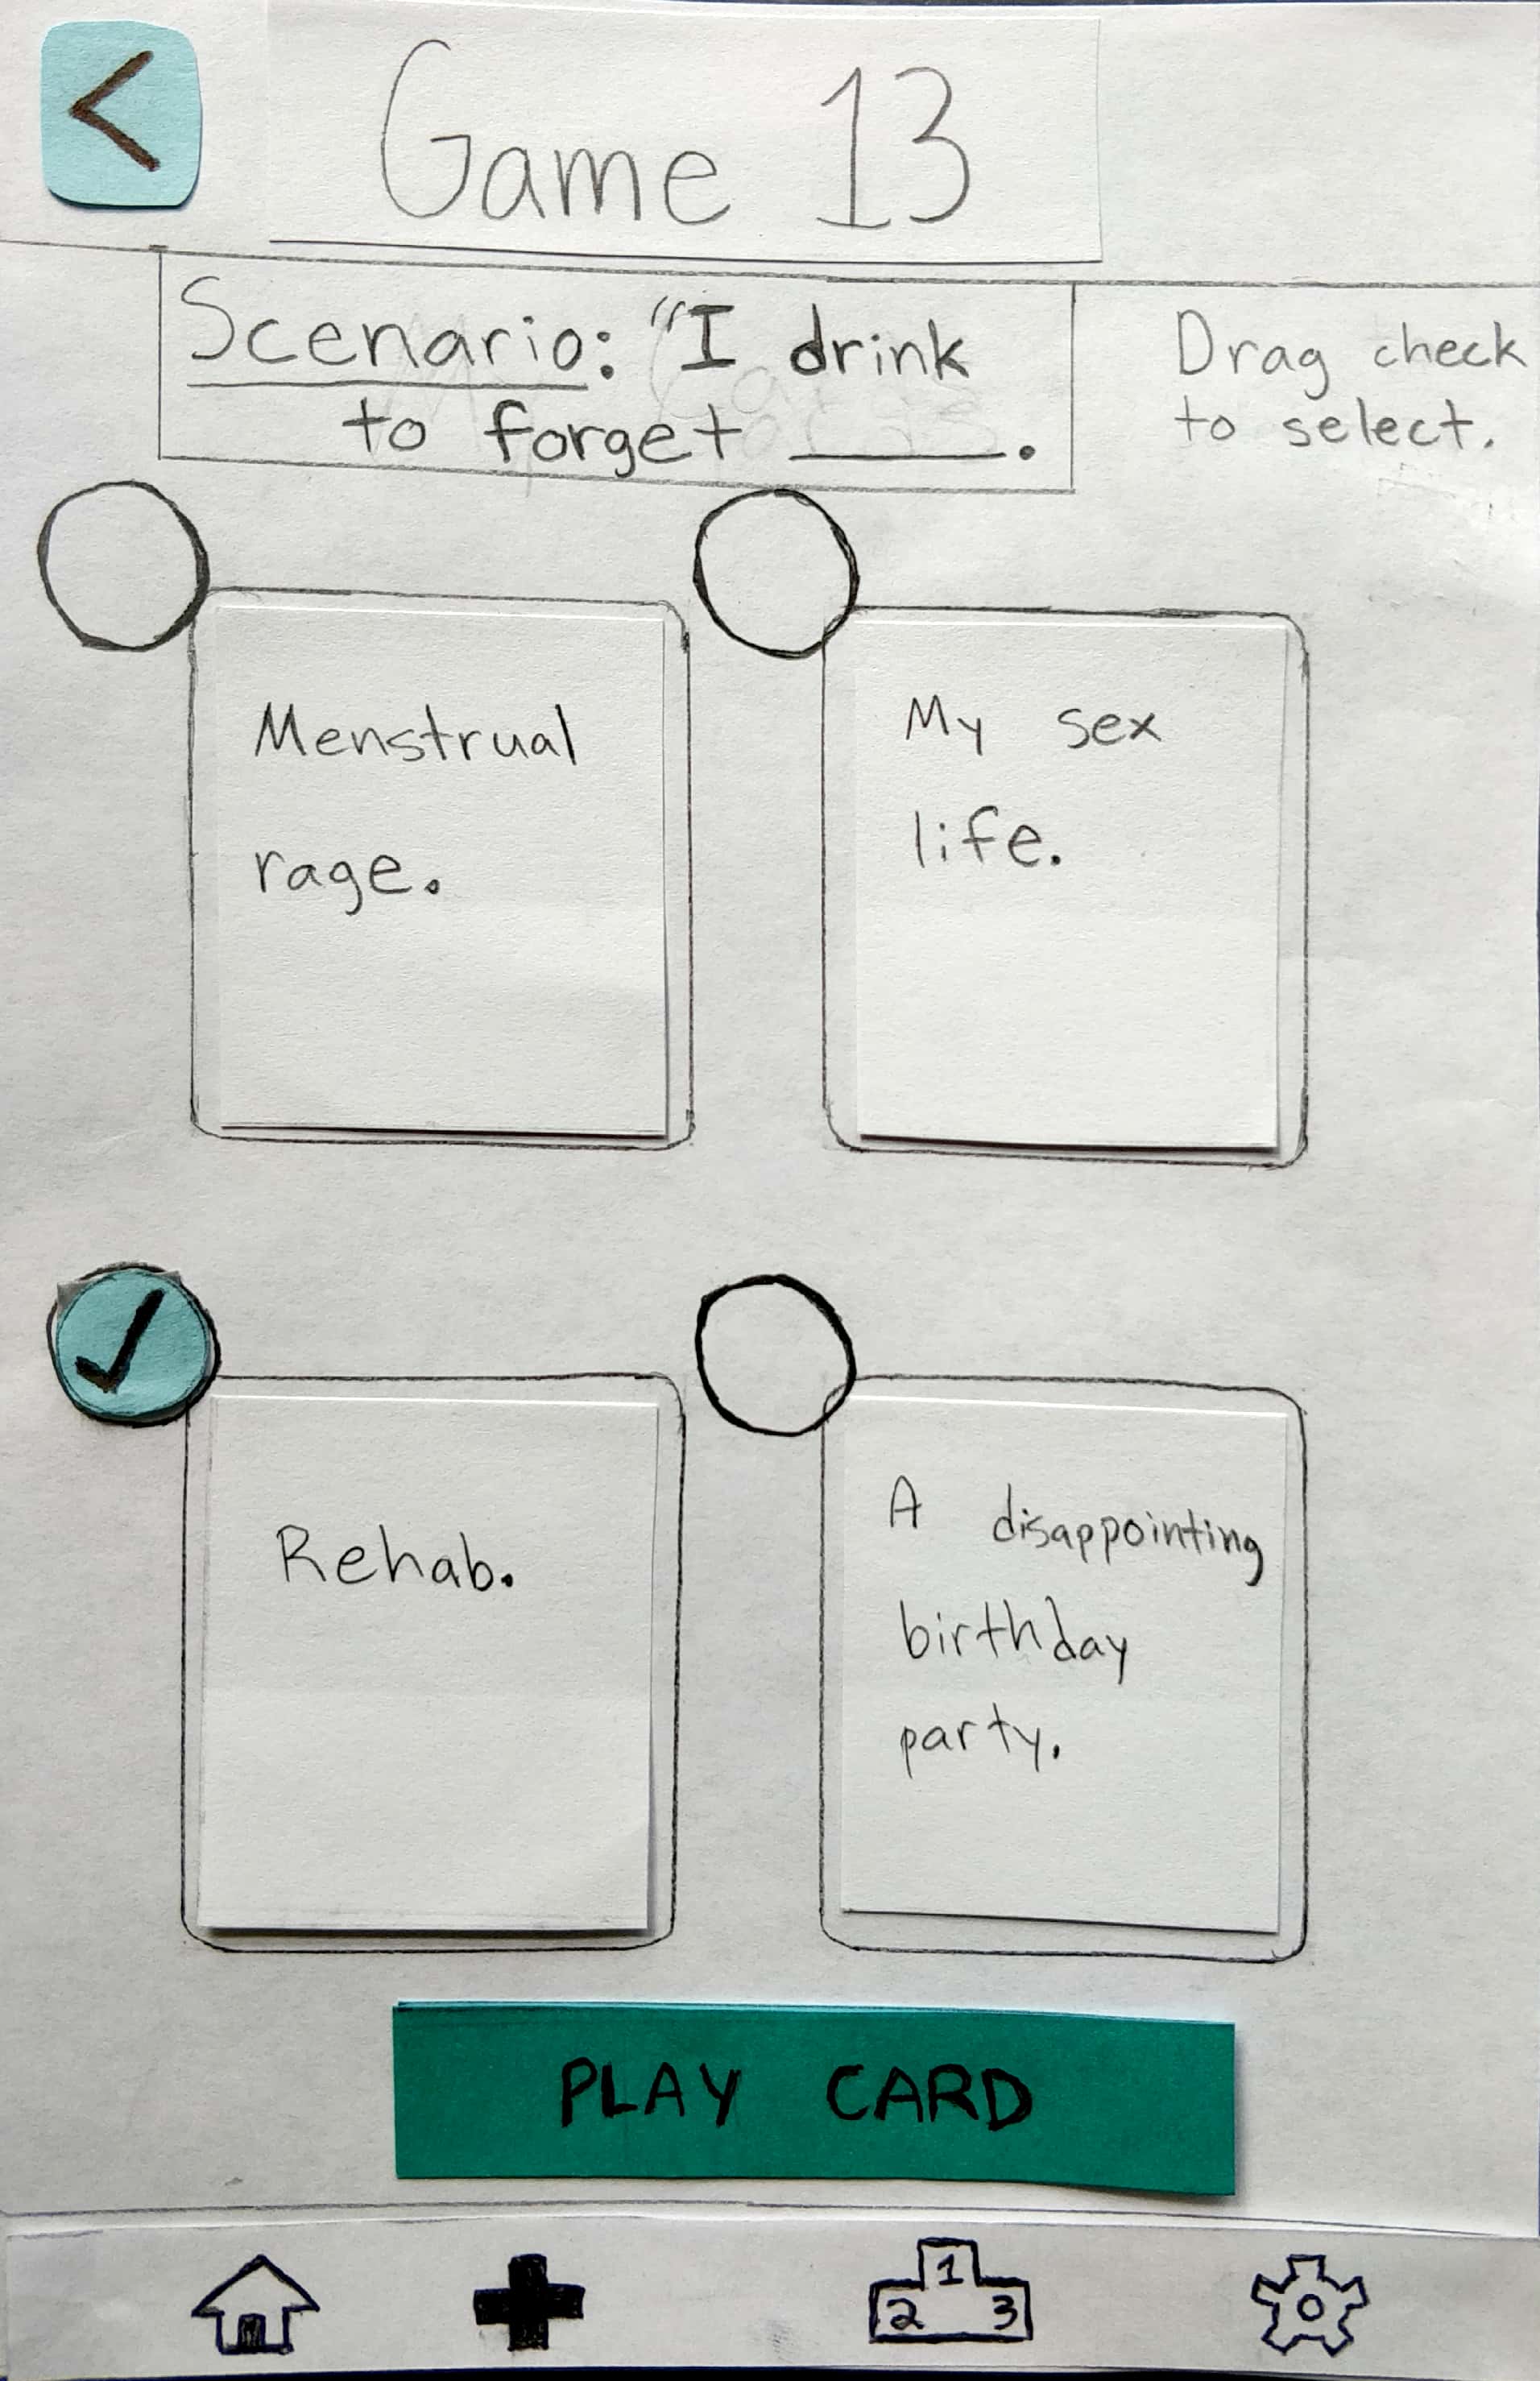 Game 13
Scenario: "I drink
to forget ______.
Drag check
to select.
Menstrual
rage.
My sex
life.
Rehab.
A disappointing
birthday
party.
PLAY CARD
1
2 3